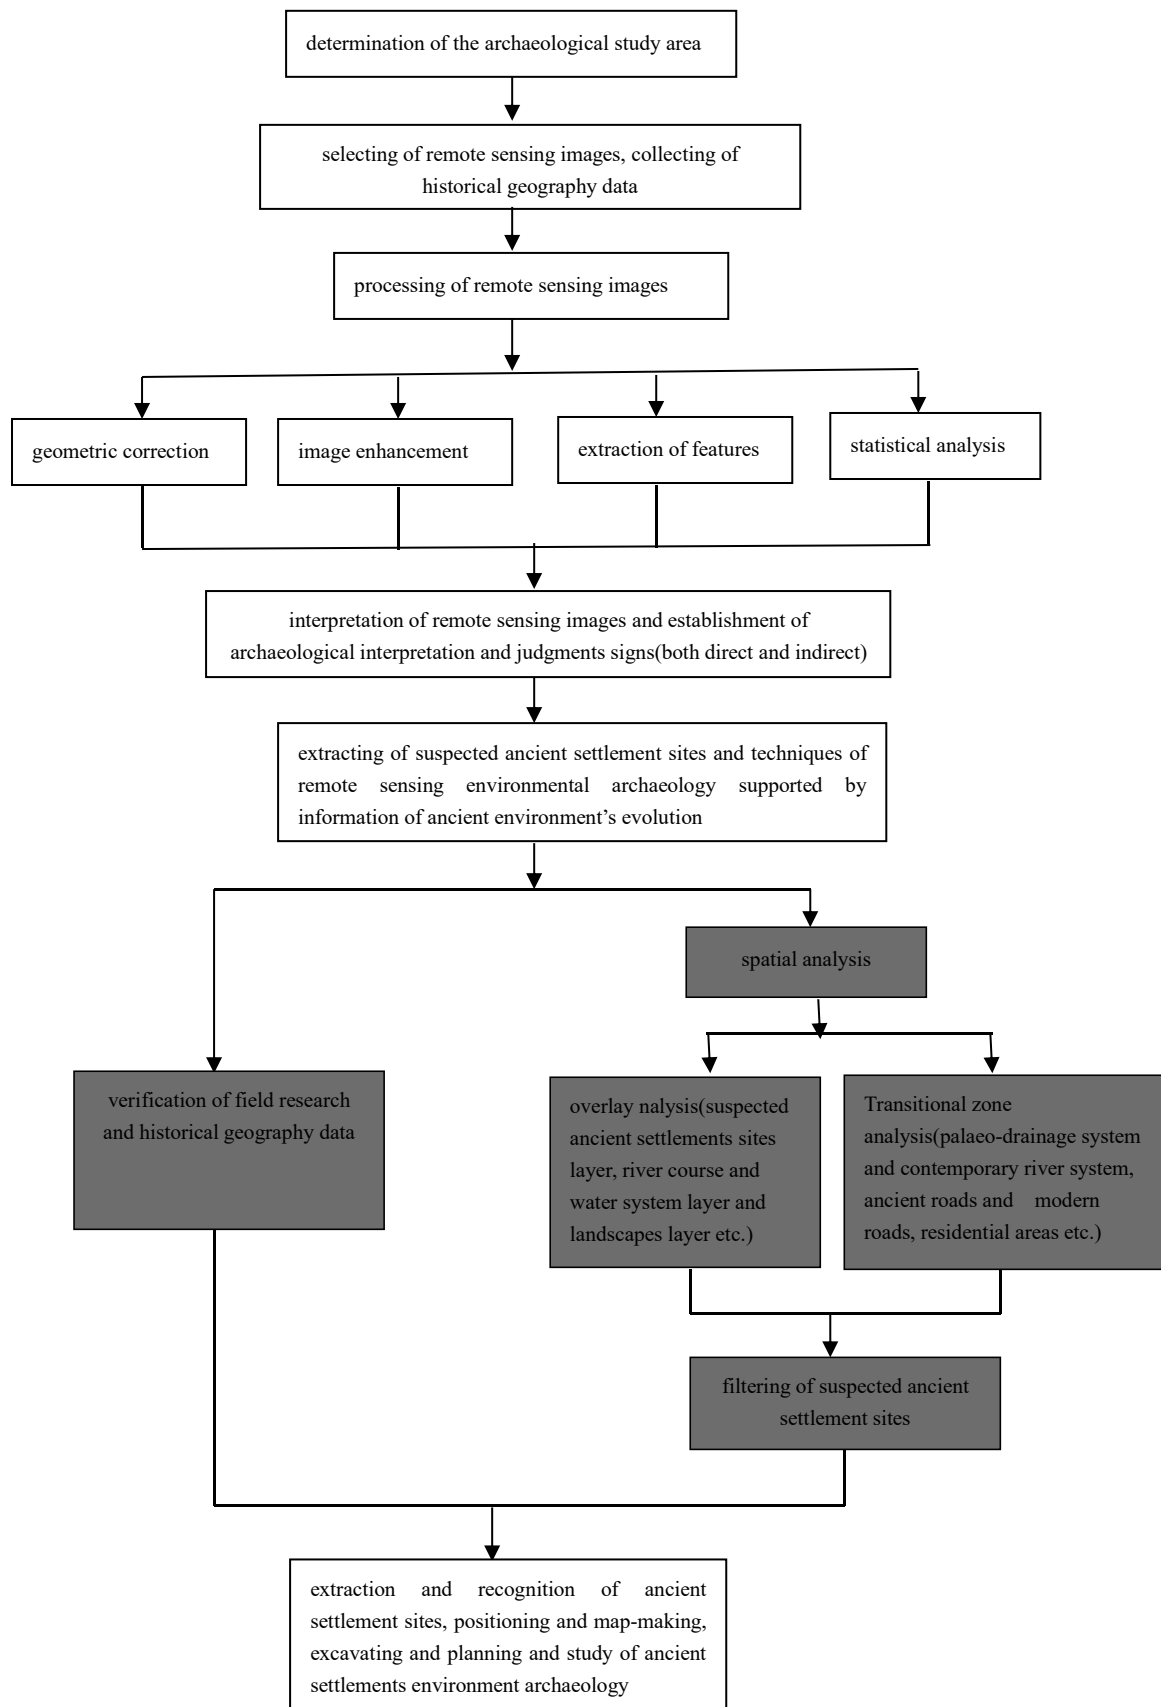 determination of the archaeological study area
selecting of remote sensing images, collecting of
historical geography data
processing of remote sensing images
geometric correction
image enhancement
extraction of features
statistical analysis
interpretation of remote sensing images and establishment of
archaeological interpretation and judgments signs(both direct and indirect)
extracting of suspected ancient settlement sites and techniques of
remote sensing environmental archaeology supported by
information of ancient environment’s evolution
spatial analysis
verification of field research
and historical geography data
overlay nalysis(suspected
ancient settlements sites
layer, river course and
water system layer and
landscapes layer etc.)
Transitional zone
analysis(palaeo-drainage system
and contemporary river system,
ancient roads and modern
roads, residential areas etc.)
filtering of suspected ancient
settlement sites
extraction and recognition of ancient
settlement sites, positioning and map-making,
excavating and planning and study of ancient
settlements environment archaeology